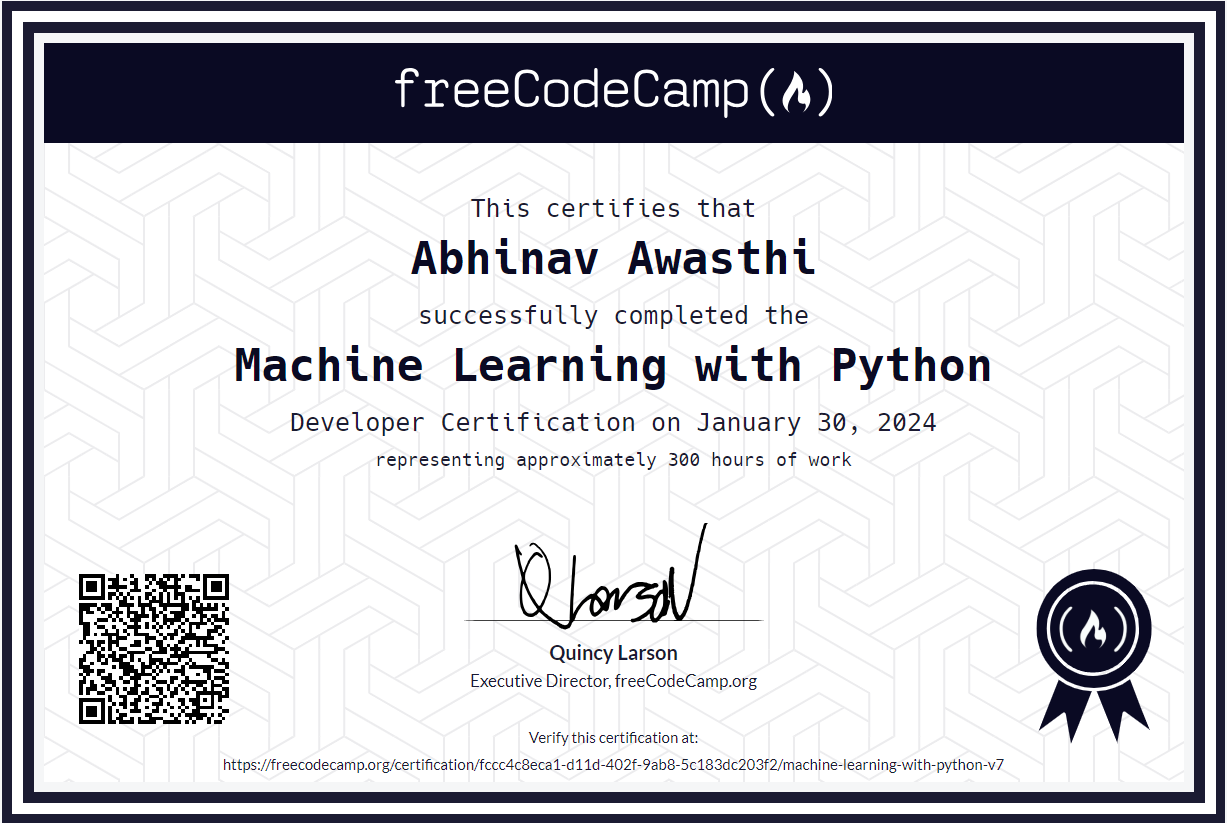 freeCodeCamp
This certifies that
Abhinav Awasthi
successfully completed the
Machine Learning with Python
Developer Certification on January 30, 2024
representing approximately 300 hours of work
Quincy Larson
Executive Director, freeCodeCamp.org
Verify this certification at:
https://freecodecamp.org/certification/fccc4c8eca1-d11d-402f-9ab8-5c183dc203f2/machine-learning-with-python-v7